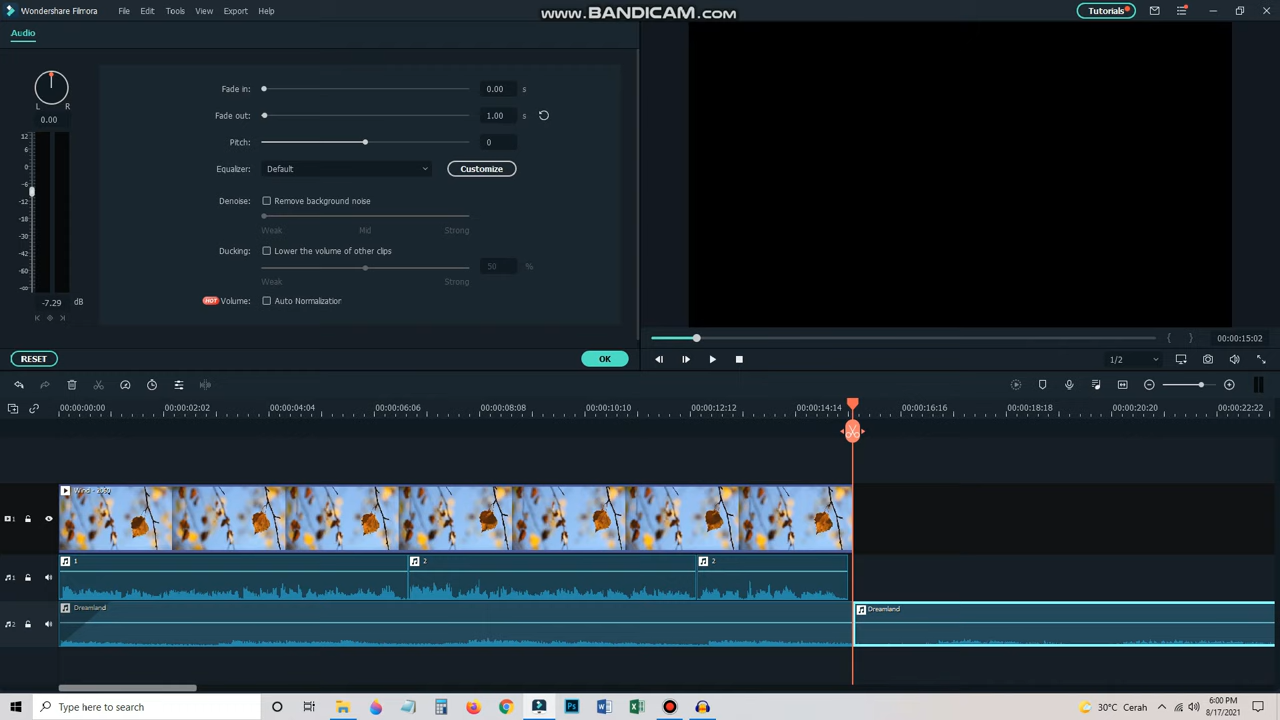 Wondershare Filmora File Edit Tools View Export Help
www.BANDICAM.com
Tutorials
Audio
L R
0.00
12
6
0
-6
-12
-18
-24
-30
-42
-60
-∞
-7.29 dB
Fade in: 0.00 s
Fade out: 1.00 s
Pitch: 0
Equalizer: Default Customize
Denoise: Remove background noise
Weak Mid Strong
Ducking: Lower the volume of other clips
50 %
Weak Strong
HOT Volume: Auto Normalization
RESET OK
00:00:15:02
1/2
00:00:00:00 00:00:02:02 00:00:04:04 00:00:06:06 00:00:08:08 00:00:10:10 00:00:12:12 00:00:14:14 00:00:16:16 00:00:18:18 00:00:20:20 00:00:22:22
1
1 2 2
1
Dreamland Dreamland
2
Type here to search
30°C Cerah
6:00 PM
8/17/2021